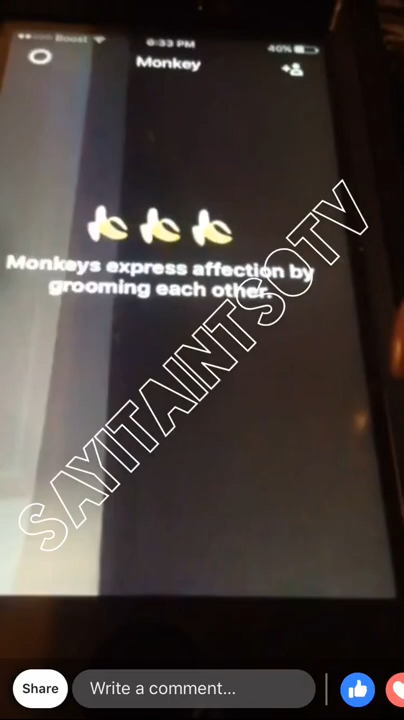 Boost
6:33 PM
40%
Monkey
Monkeys express affection by
grooming each other.
SAYITAINTSOTV
Share
Write a comment...